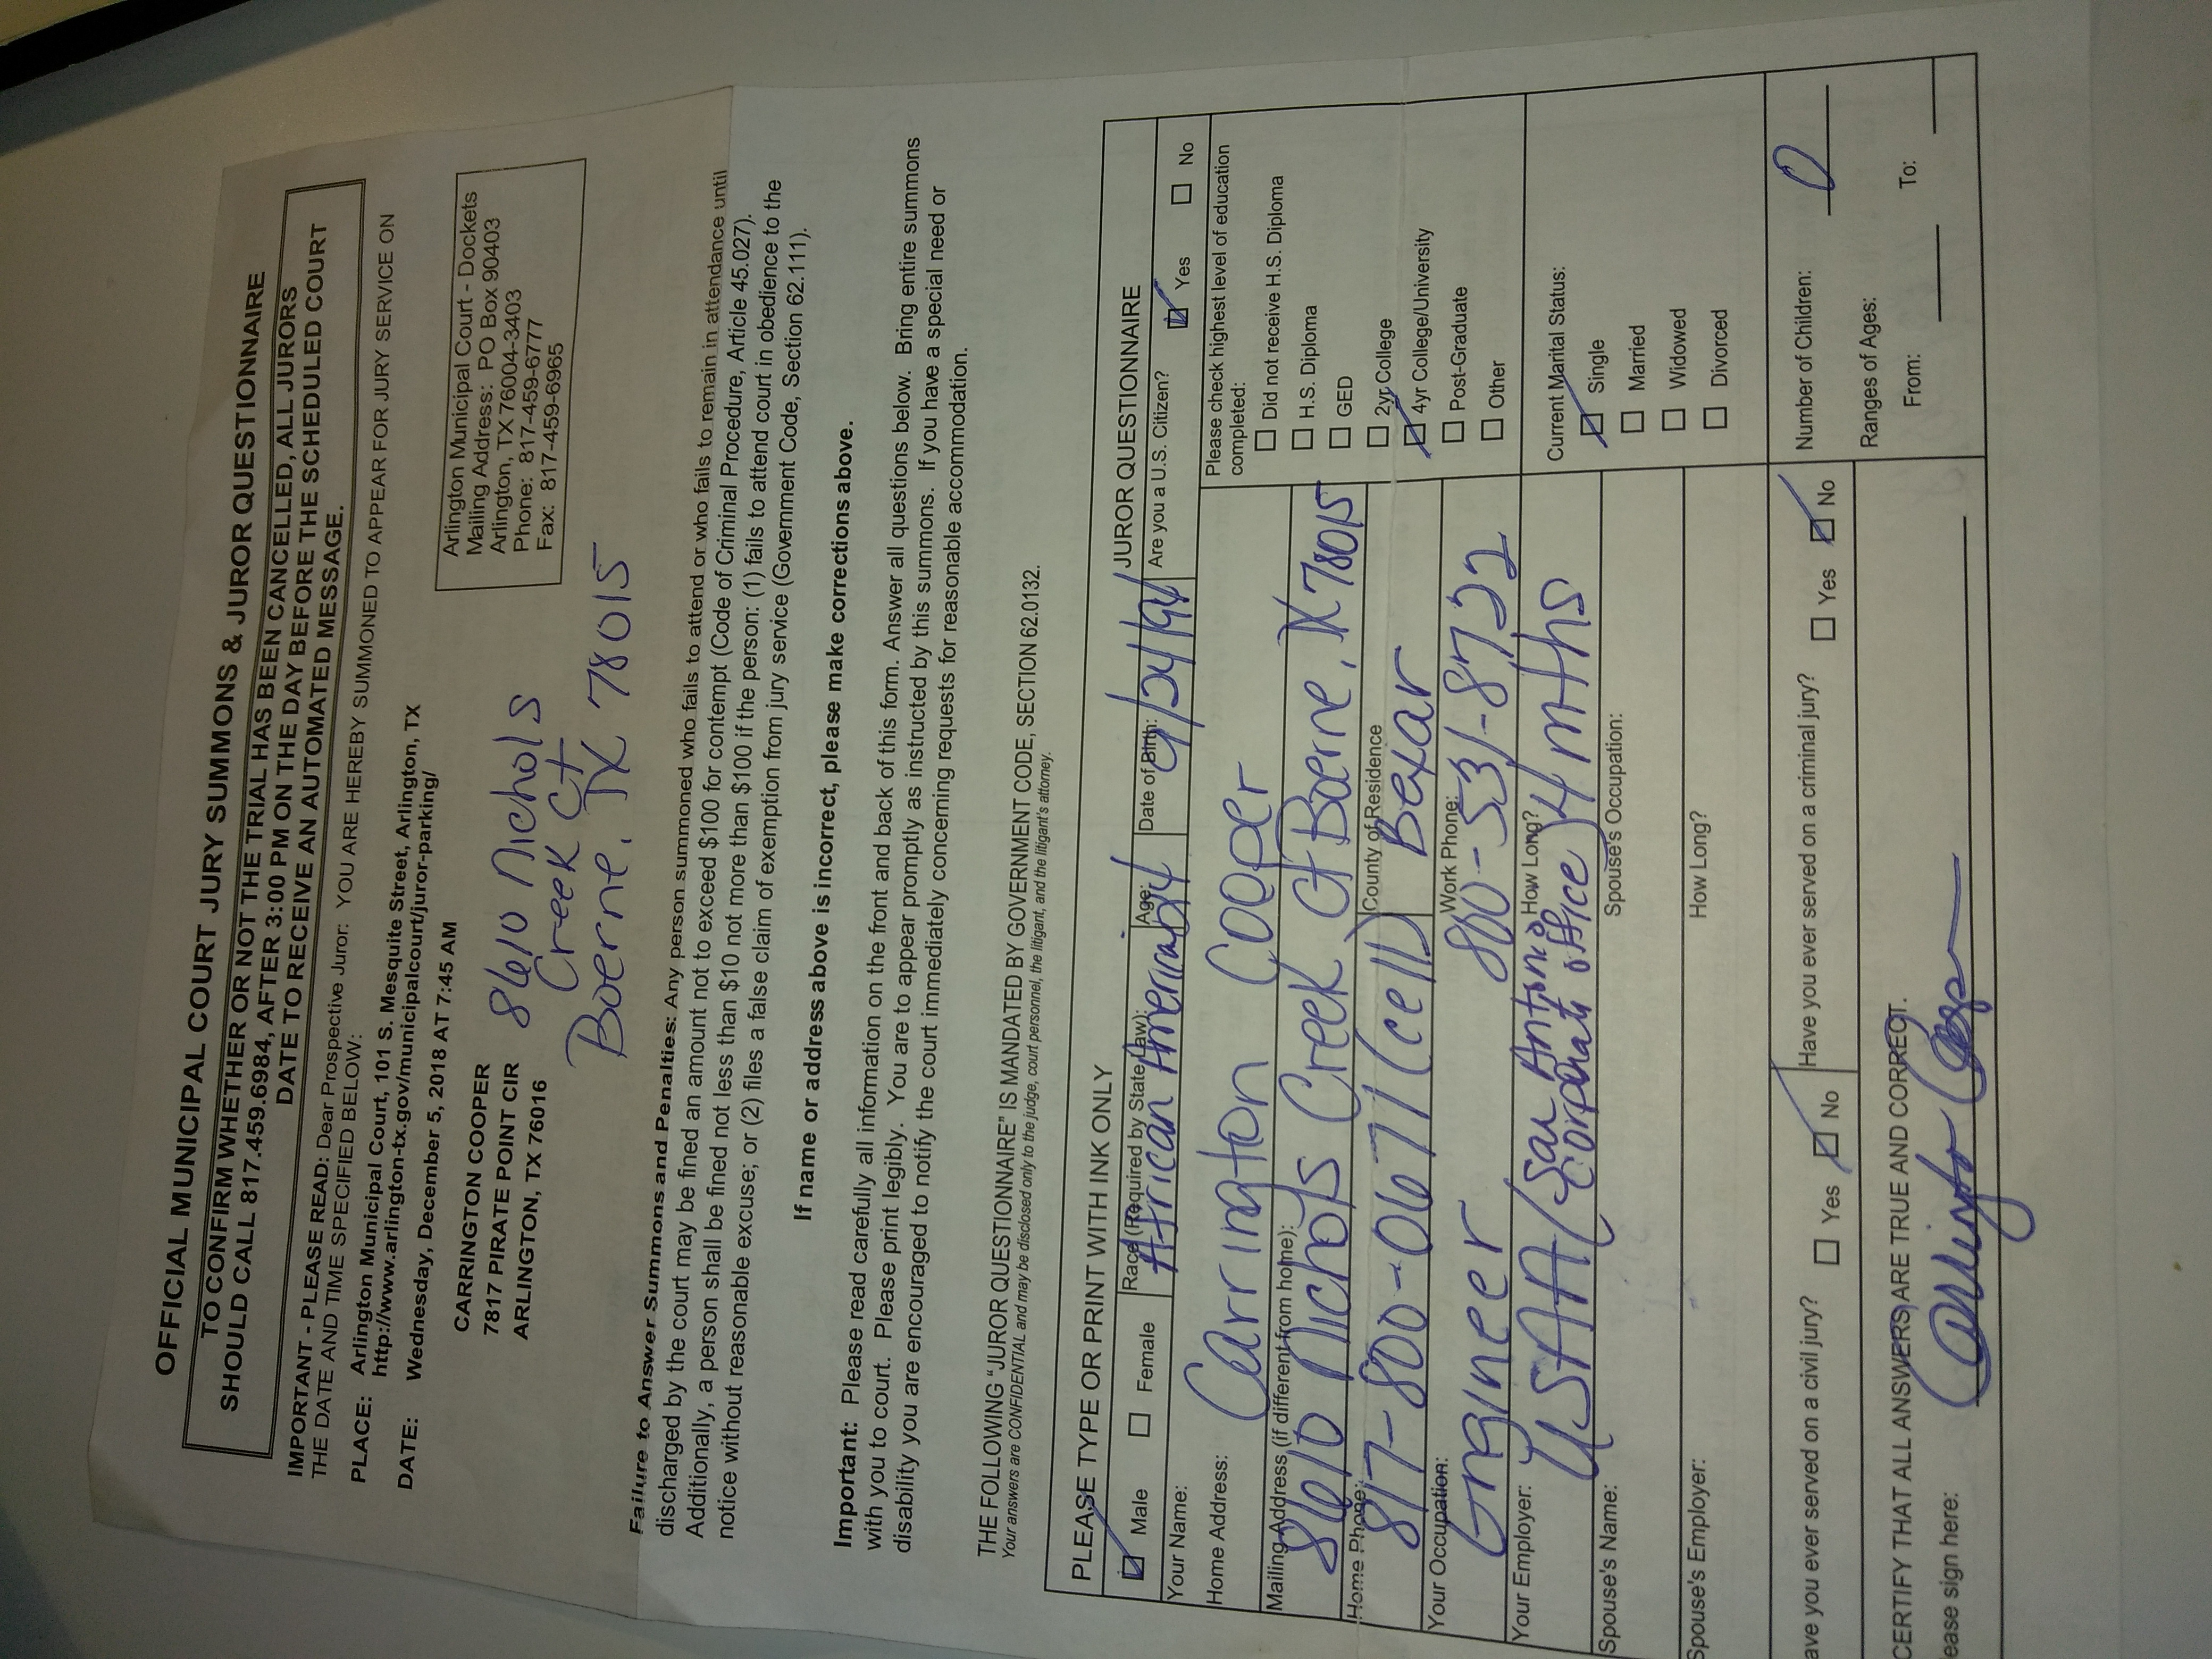 OFFICIAL MUNICIPAL COURT JURY SUMMONS & JUROR QUESTIONNAIRE
TO CONFIRM WHETHER OR NOT THE TRIAL HAS BEEN CANCELLED, ALL JURORS
SHOULD CALL 817.459.6984, AFTER 3:00 PM ON THE DAY BEFORE THE SCHEDULED COURT
DATE TO RECEIVE AN AUTOMATED MESSAGE.
IMPORTANT - PLEASE READ: Dear Prospective Juror: YOU ARE HEREBY SUMMONED TO APPEAR FOR JURY SERVICE ON
THE DATE AND TIME SPECIFIED BELOW:
PLACE: Arlington Municipal Court, 101 S. Mesquite Street, Arlington, TX
http://www.arlington-tx.gov/municipalcourt/juror-parking/
DATE: Wednesday, December 5, 2018 AT 7:45 AM
Arlington Municipal Court - Dockets
Mailing Address: PO Box 90403
Arlington, TX 76004-3403
Phone: 817-459-6777
Fax: 817-459-6965
CARRINGTON COOPER
7817 PIRATE POINT CIR
ARLINGTON, TX 76016
8610 Nichols
Creek Ct
Boerne, TX 78015
Failure to Answer Summons and Penalties: Any person summoned who fails to attend or who fails to remain in attendance until
discharged by the court may be fined an amount not to exceed $100 for contempt (Code of Criminal Procedure, Article 45.027).
Additionally, a person shall be fined not less than $10 not more than $100 if the person: (1) fails to attend court in obedience to the
notice without reasonable excuse; or (2) files a false claim of exemption from jury service (Government Code, Section 62.111).
If name or address above is incorrect, please make corrections above.
Important: Please read carefully all information on the front and back of this form. Answer all questions below. Bring entire summons
with you to court. Please print legibly. You are to appear promptly as instructed by this summons. If you have a special need or
disability you are encouraged to notify the court immediately concerning requests for reasonable accommodation.
THE FOLLOWING "JUROR QUESTIONNAIRE" IS MANDATED BY GOVERNMENT CODE, SECTION 62.0132.
Your answers are CONFIDENTIAL and may be disclosed only to the judge, court personnel, the litigant, and the litigant's attorney.
PLEASE TYPE OR PRINT WITH INK ONLY JUROR QUESTIONNAIRE
Male Female Race (Required by State Law): African American Age: 24 Date of Birth: 9/24/94 Are you a U.S. Citizen? Yes No
Your Name: Carrington Cooper
Home Address:
Mailing Address (if different from home):
8610 Nichols Creek Ct Boerne, TX 78015
Home Phone: 817-800-0671 (cell) County of Residence Bexar
Your Occupation: Engineer Work Phone: 800-531-8722
Your Employer: USAA (San Antonio Corporate office) How Long? 4 mths
Spouse's Name: Spouse's Occupation:
Spouse's Employer: How Long?
Please check highest level of education
completed:
Did not receive H.S. Diploma
H.S. Diploma
GED
2yr College
4yr College/University
Post-Graduate
Other
Current Marital Status:
Single
Married
Widowed
Divorced
ave you ever served on a civil jury? Yes No Have you ever served on a criminal jury? Yes No
Number of Children: 0
Ranges of Ages:
From: To:
CERTIFY THAT ALL ANSWERS ARE TRUE AND CORRECT.
ease sign here: